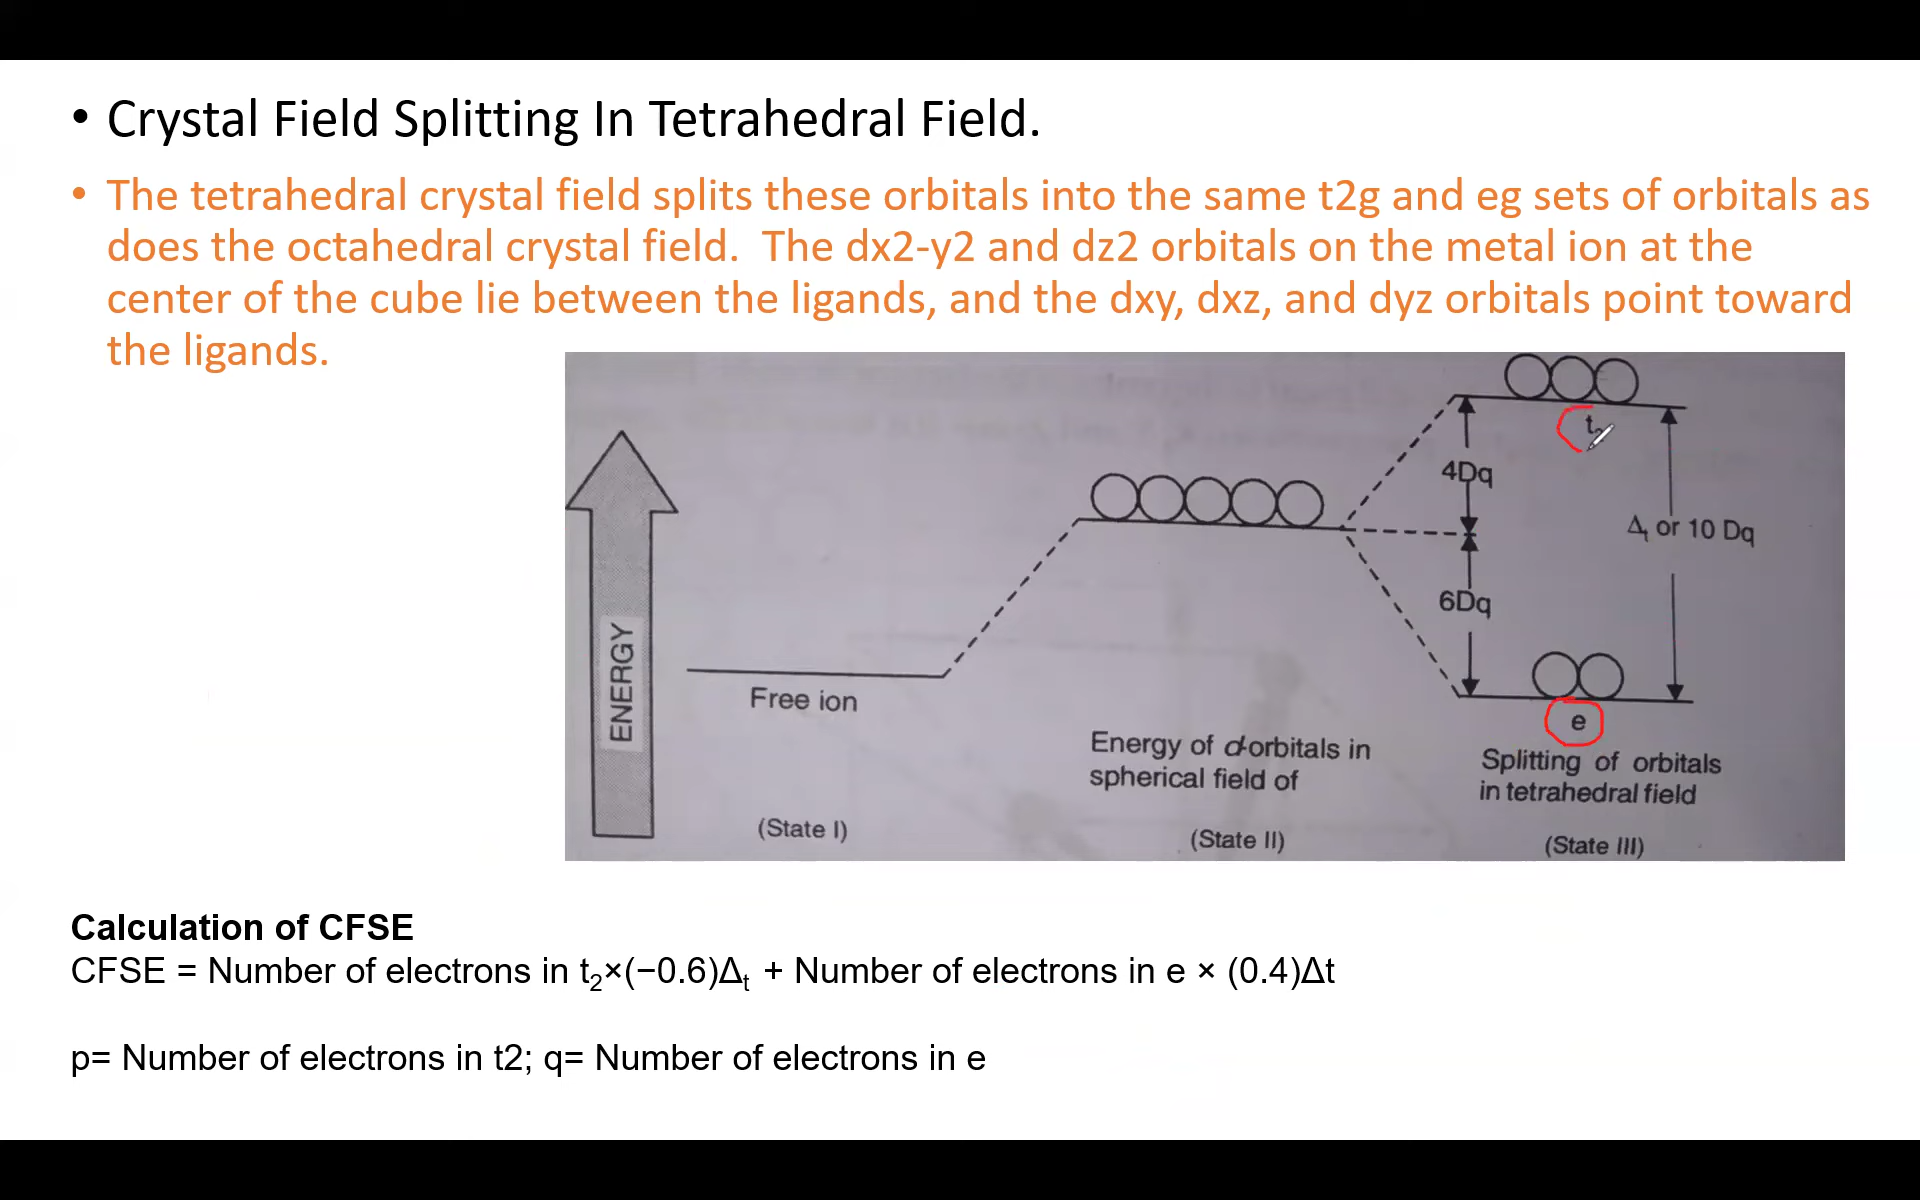 • Crystal Field Splitting In Tetrahedral Field.
• The tetrahedral crystal field splits these orbitals into the same t2g and eg sets of orbitals as
does the octahedral crystal field.  The dx2-y2 and dz2 orbitals on the metal ion at the
center of the cube lie between the ligands, and the dxy, dxz, and dyz orbitals point toward
the ligands.
t₂
4Dq
Δt or 10 Dq
6Dq
ENERGY
Free ion
e
Energy of d-orbitals in
spherical field of
Splitting of orbitals
in tetrahedral field
(State I)
(State II)
(State III)
Calculation of CFSE
CFSE = Number of electrons in t₂×(−0.6)Δt + Number of electrons in e × (0.4)Δt
p= Number of electrons in t2; q= Number of electrons in e